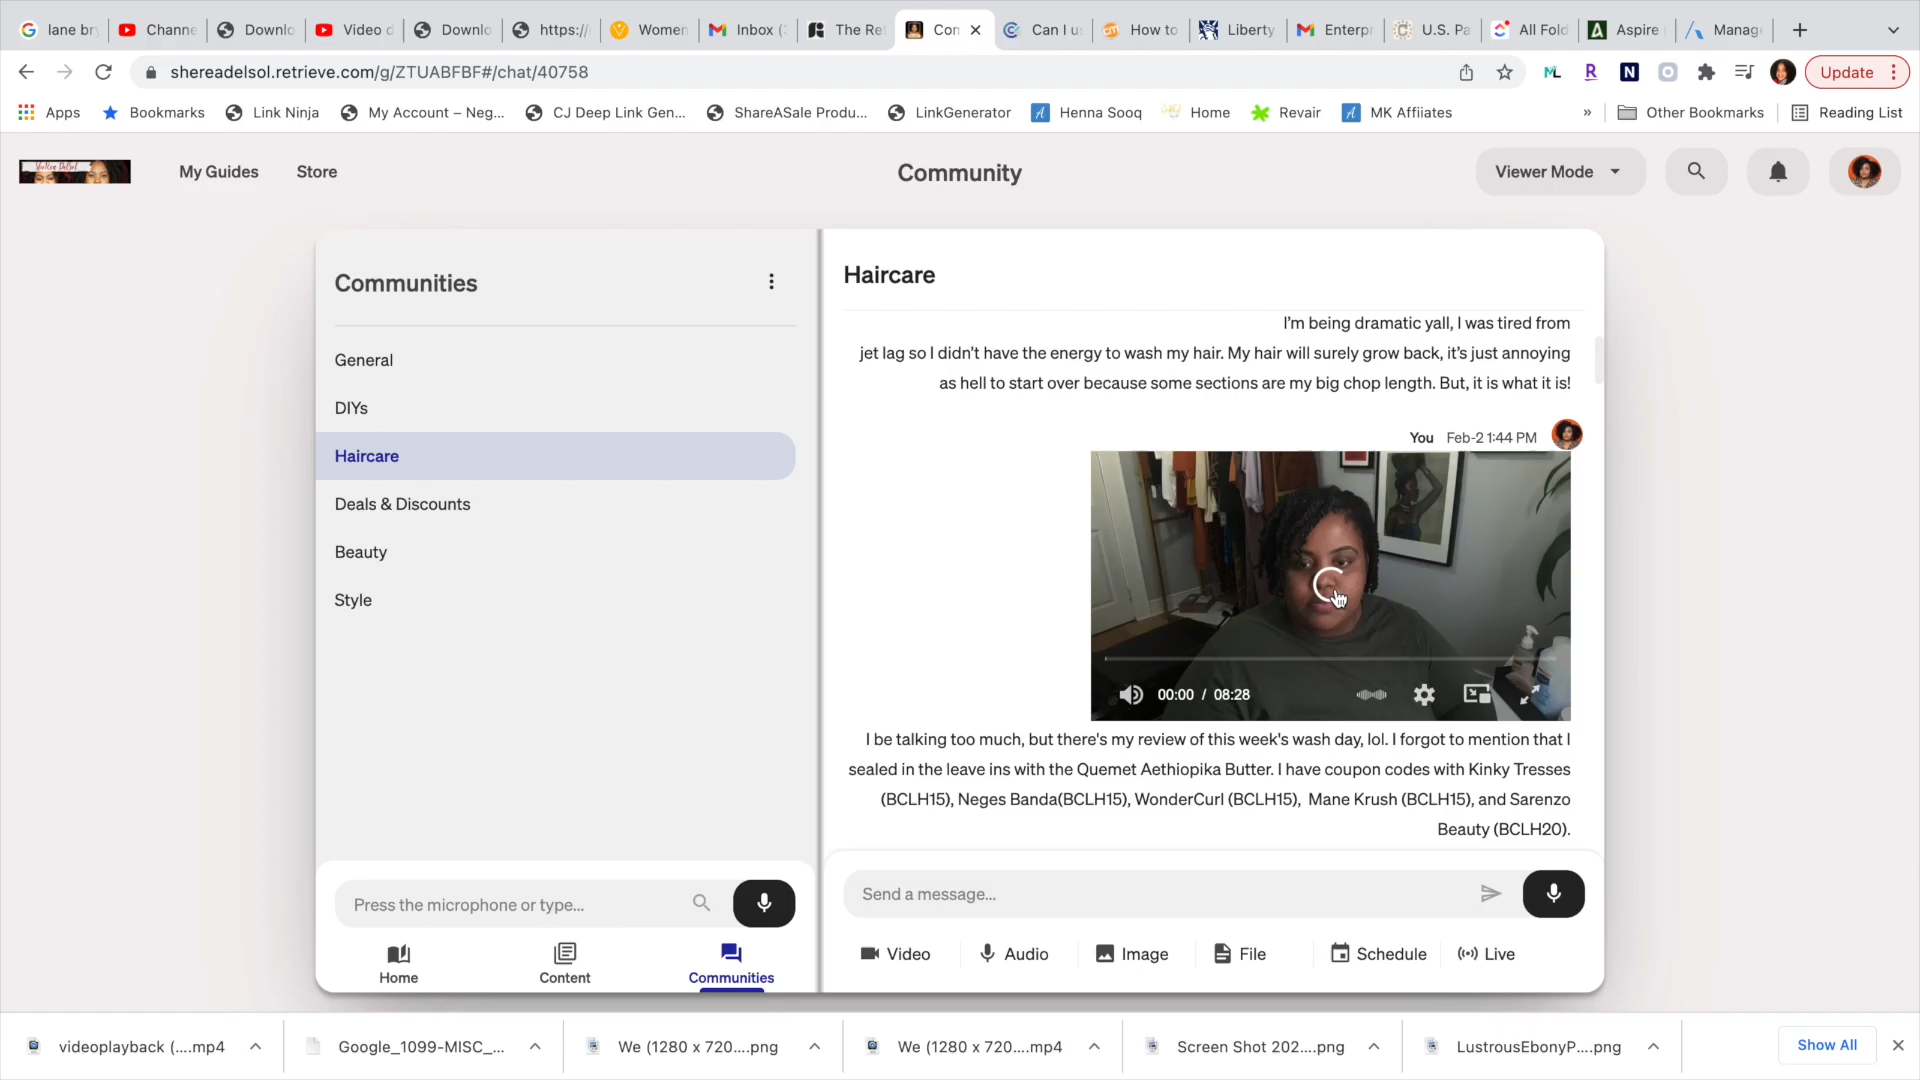 lane br
Channe
Downlo
Video d
Downlo
https://
Women
Inbox (
The Ret
Con
Can I us
How to
Liberty
Enterpr
U.S. Pa
All Fold
Aspire
Manag
shereadelsol.retrieve.com/g/ZTUABFBF#/chat/40758
Update
Apps
Bookmarks
Link Ninja
My Account – Neg...
CJ Deep Link Gen...
ShareASale Produ...
LinkGenerator
Henna Sooq
Home
Revair
MK Affiiates
»
Other Bookmarks
Reading List
My Guides
Store
Community
Viewer Mode
Communities
General
DIYs
Haircare
Deals & Discounts
Beauty
Style
Press the microphone or type...
Home
Content
Communities
Haircare
I'm being dramatic yall, I was tired from
jet lag so I didn't have the energy to wash my hair. My hair will surely grow back, it's just annoying
as hell to start over because some sections are my big chop length. But, it is what it is!
You Feb-2 1:44 PM
00:00 / 08:28
I be talking too much, but there's my review of this week's wash day, lol. I forgot to mention that I
sealed in the leave ins with the Quemet Aethiopika Butter. I have coupon codes with Kinky Tresses
(BCLH15), Neges Banda(BCLH15), WonderCurl (BCLH15), Mane Krush (BCLH15), and Sarenzo
Beauty (BCLH20).
Send a message...
Video
Audio
Image
File
Schedule
Live
videoplayback (....mp4
Google_1099-MISC_...
We (1280 x 720....png
We (1280 x 720....mp4
Screen Shot 202....png
LustrousEbonyP....png
Show All